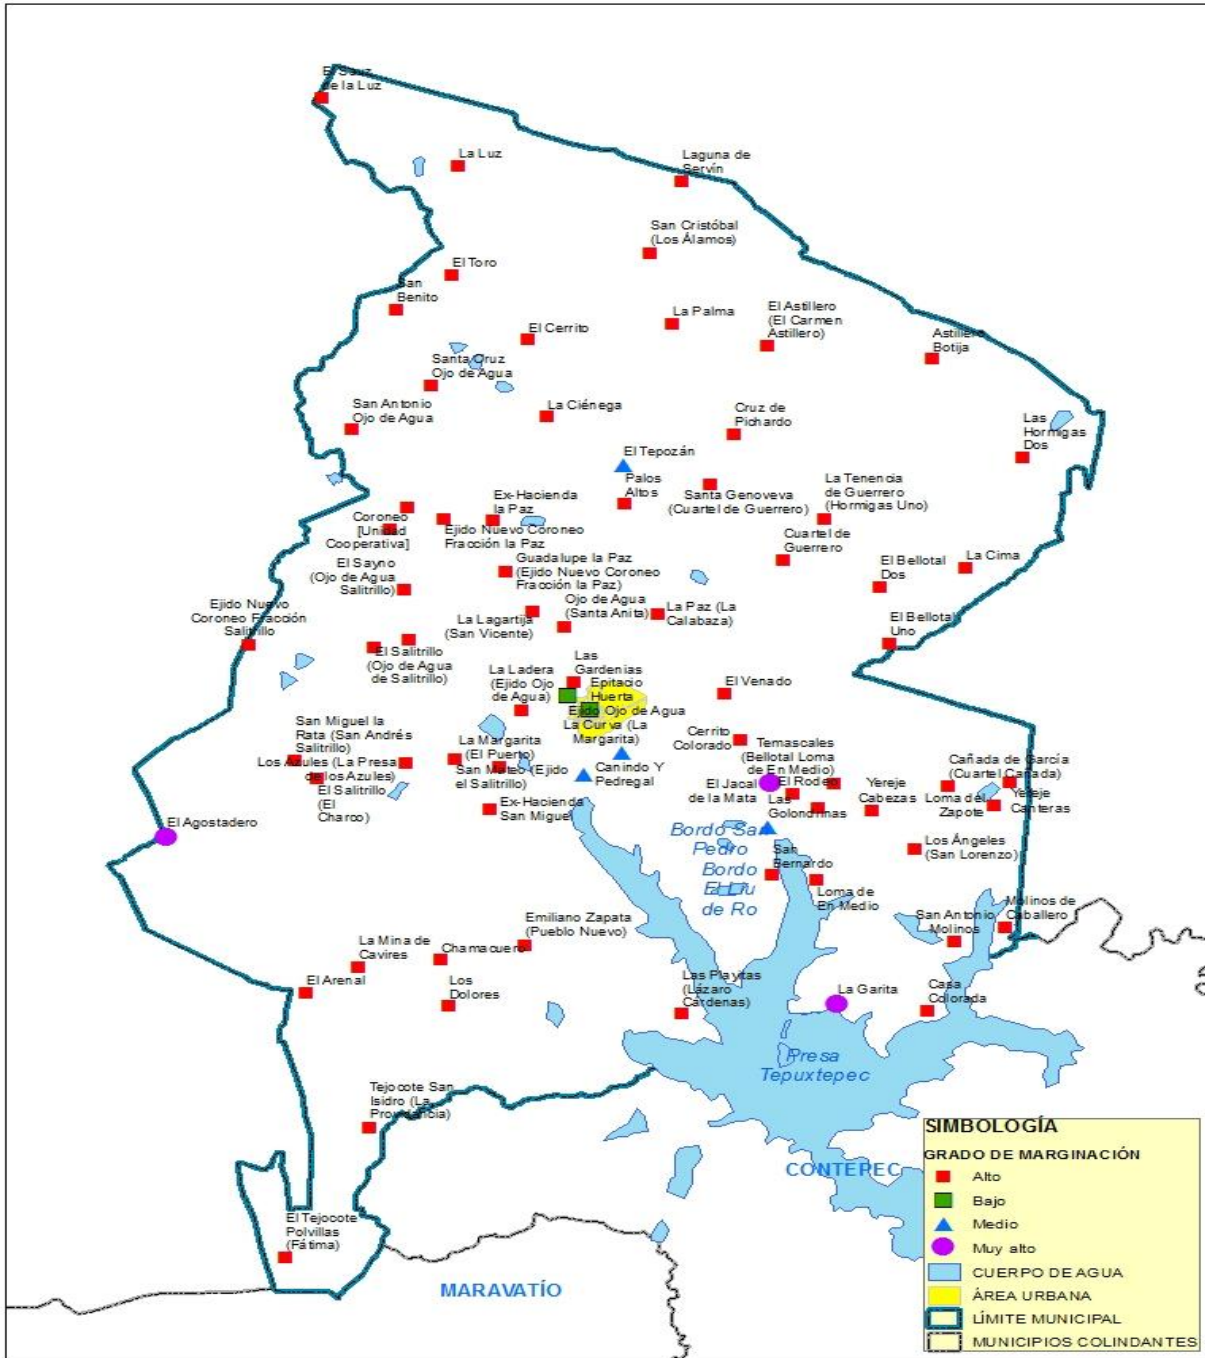 El Sauz
de la Luz
La Luz
Laguna de
Servín
San Cristóbal
(Los Álamos)
El Toro
San
Benito
El Cerrito
La Palma
El Astillero
(El Carmen
Astillero)
Astillero
Botija
Santa Cruz
Ojo de Agua
San Antonio
Ojo de Agua
La Ciénega
Cruz de
Pichardo
Las
Hormigas
Dos
El Tepozán
Palos
Altos
Santa Genoveva
(Cuartel de Guerrero)
La Tenencia
de Guerrero
(Hormigas Uno)
Ex-Hacienda
la Paz
Coroneo
[Unidad
Cooperativa]
Ejido Nuevo Coroneo
Fracción la Paz
Cuartel de
Guerrero
El Sayno
(Ojo de Agua
Salitrillo)
Guadalupe la Paz
(Ejido Nuevo Coroneo
Fracción la Paz)
El Bellotal
Dos
La Cima
Ejido Nuevo
Coroneo Fracción
Salitrillo
La Lagartija
(San Vicente)
Ojo de Agua
(Santa Anita)
La Paz (La
Calabaza)
El Bellotal
Uno
El Salitrillo
(Ojo de Agua
de Salitrillo)
La Ladera
(Ejido Ojo
de Agua)
Las
Gardenias
Epitacio
Huerta
Ejido Ojo de Agua
La Curva (La
Margarita)
El Venado
San Miguel la
Rata (San Andrés
Salitrillo)
Los Azules (La Presa
de los Azules)
El Salitrillo
(El
Charco)
La Margarita
(El Puerto)
San Mateo (Ejido
el Salitrillo)
Canindo Y
Pedregal
Cerrito
Colorado
Temascales
(Bellotal Loma
de En Medio)
El Jacal
de la Mata
El Rodeo
Las
Golondrinas
Yereje
Cabezas
Cañada de García
(Cuartel Cañada)
Loma del
Zapote
Yereje
Canteras
Ex-Hacienda
San Miguel
El Agostadero
Bordo San
Pedro
Bordo
El Liu
de Ro
San
Bernardo
Los Ángeles
(San Lorenzo)
Loma de
En Medio
San Antonio
Molinos
Molinos de
Caballero
Emiliano Zapata
(Pueblo Nuevo)
La Mina de
Cavires
Chamacuero
El Arenal
Los
Dolores
Las Playitas
(Lázaro
Cárdenas)
La Garita
Casa
Colorada
Presa
Tepuxtepec
Tejocote San
Isidro (La
Providencia)
CONTEPEC
El Tejocote
Polvillas
(Fátima)
MARAVATÍO
SIMBOLOGÍA
GRADO DE MARGINACIÓN
Alto
Bajo
Medio
Muy alto
CUERPO DE AGUA
ÁREA URBANA
LÍMITE MUNICIPAL
MUNICIPIOS COLINDANTES